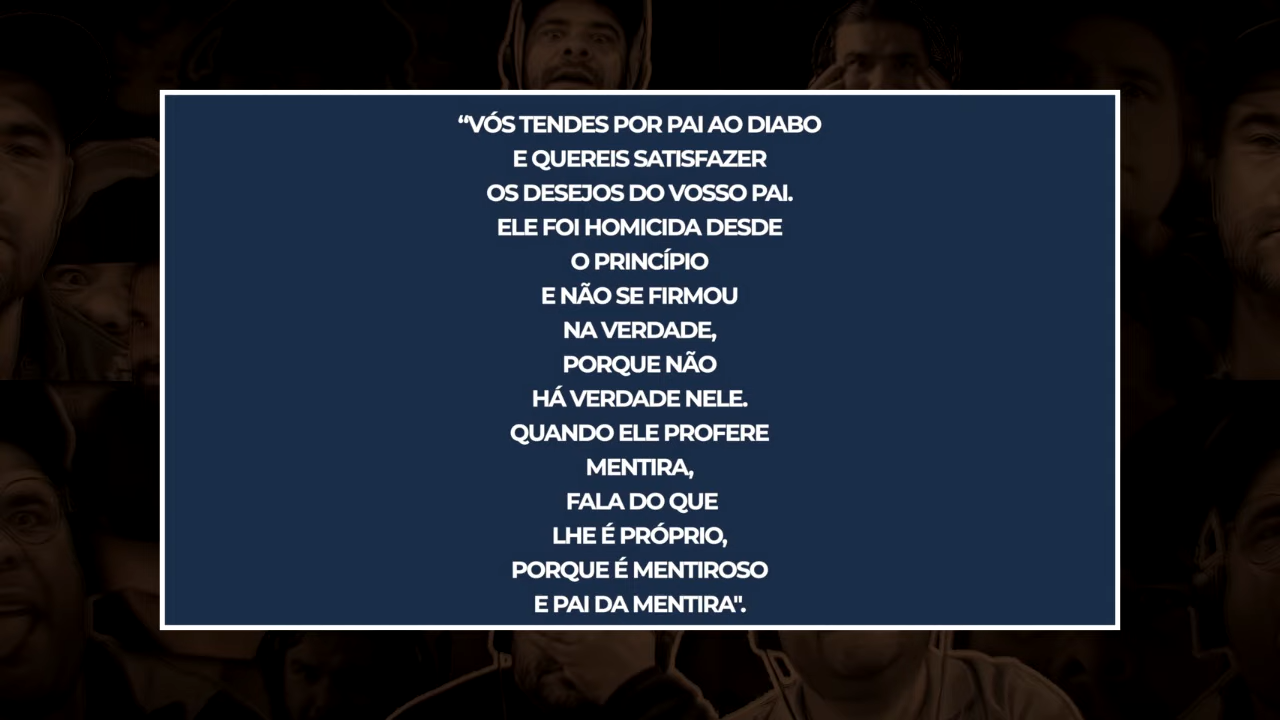 “VÓS TENDES POR PAI AO DIABO
E QUEREIS SATISFAZER
OS DESEJOS DO VOSSO PAI.
ELE FOI HOMICIDA DESDE
O PRINCÍPIO
E NÃO SE FIRMOU
NA VERDADE,
PORQUE NÃO
HÁ VERDADE NELE.
QUANDO ELE PROFERE
MENTIRA,
FALA DO QUE
LHE É PRÓPRIO,
PORQUE É MENTIROSO
E PAI DA MENTIRA".